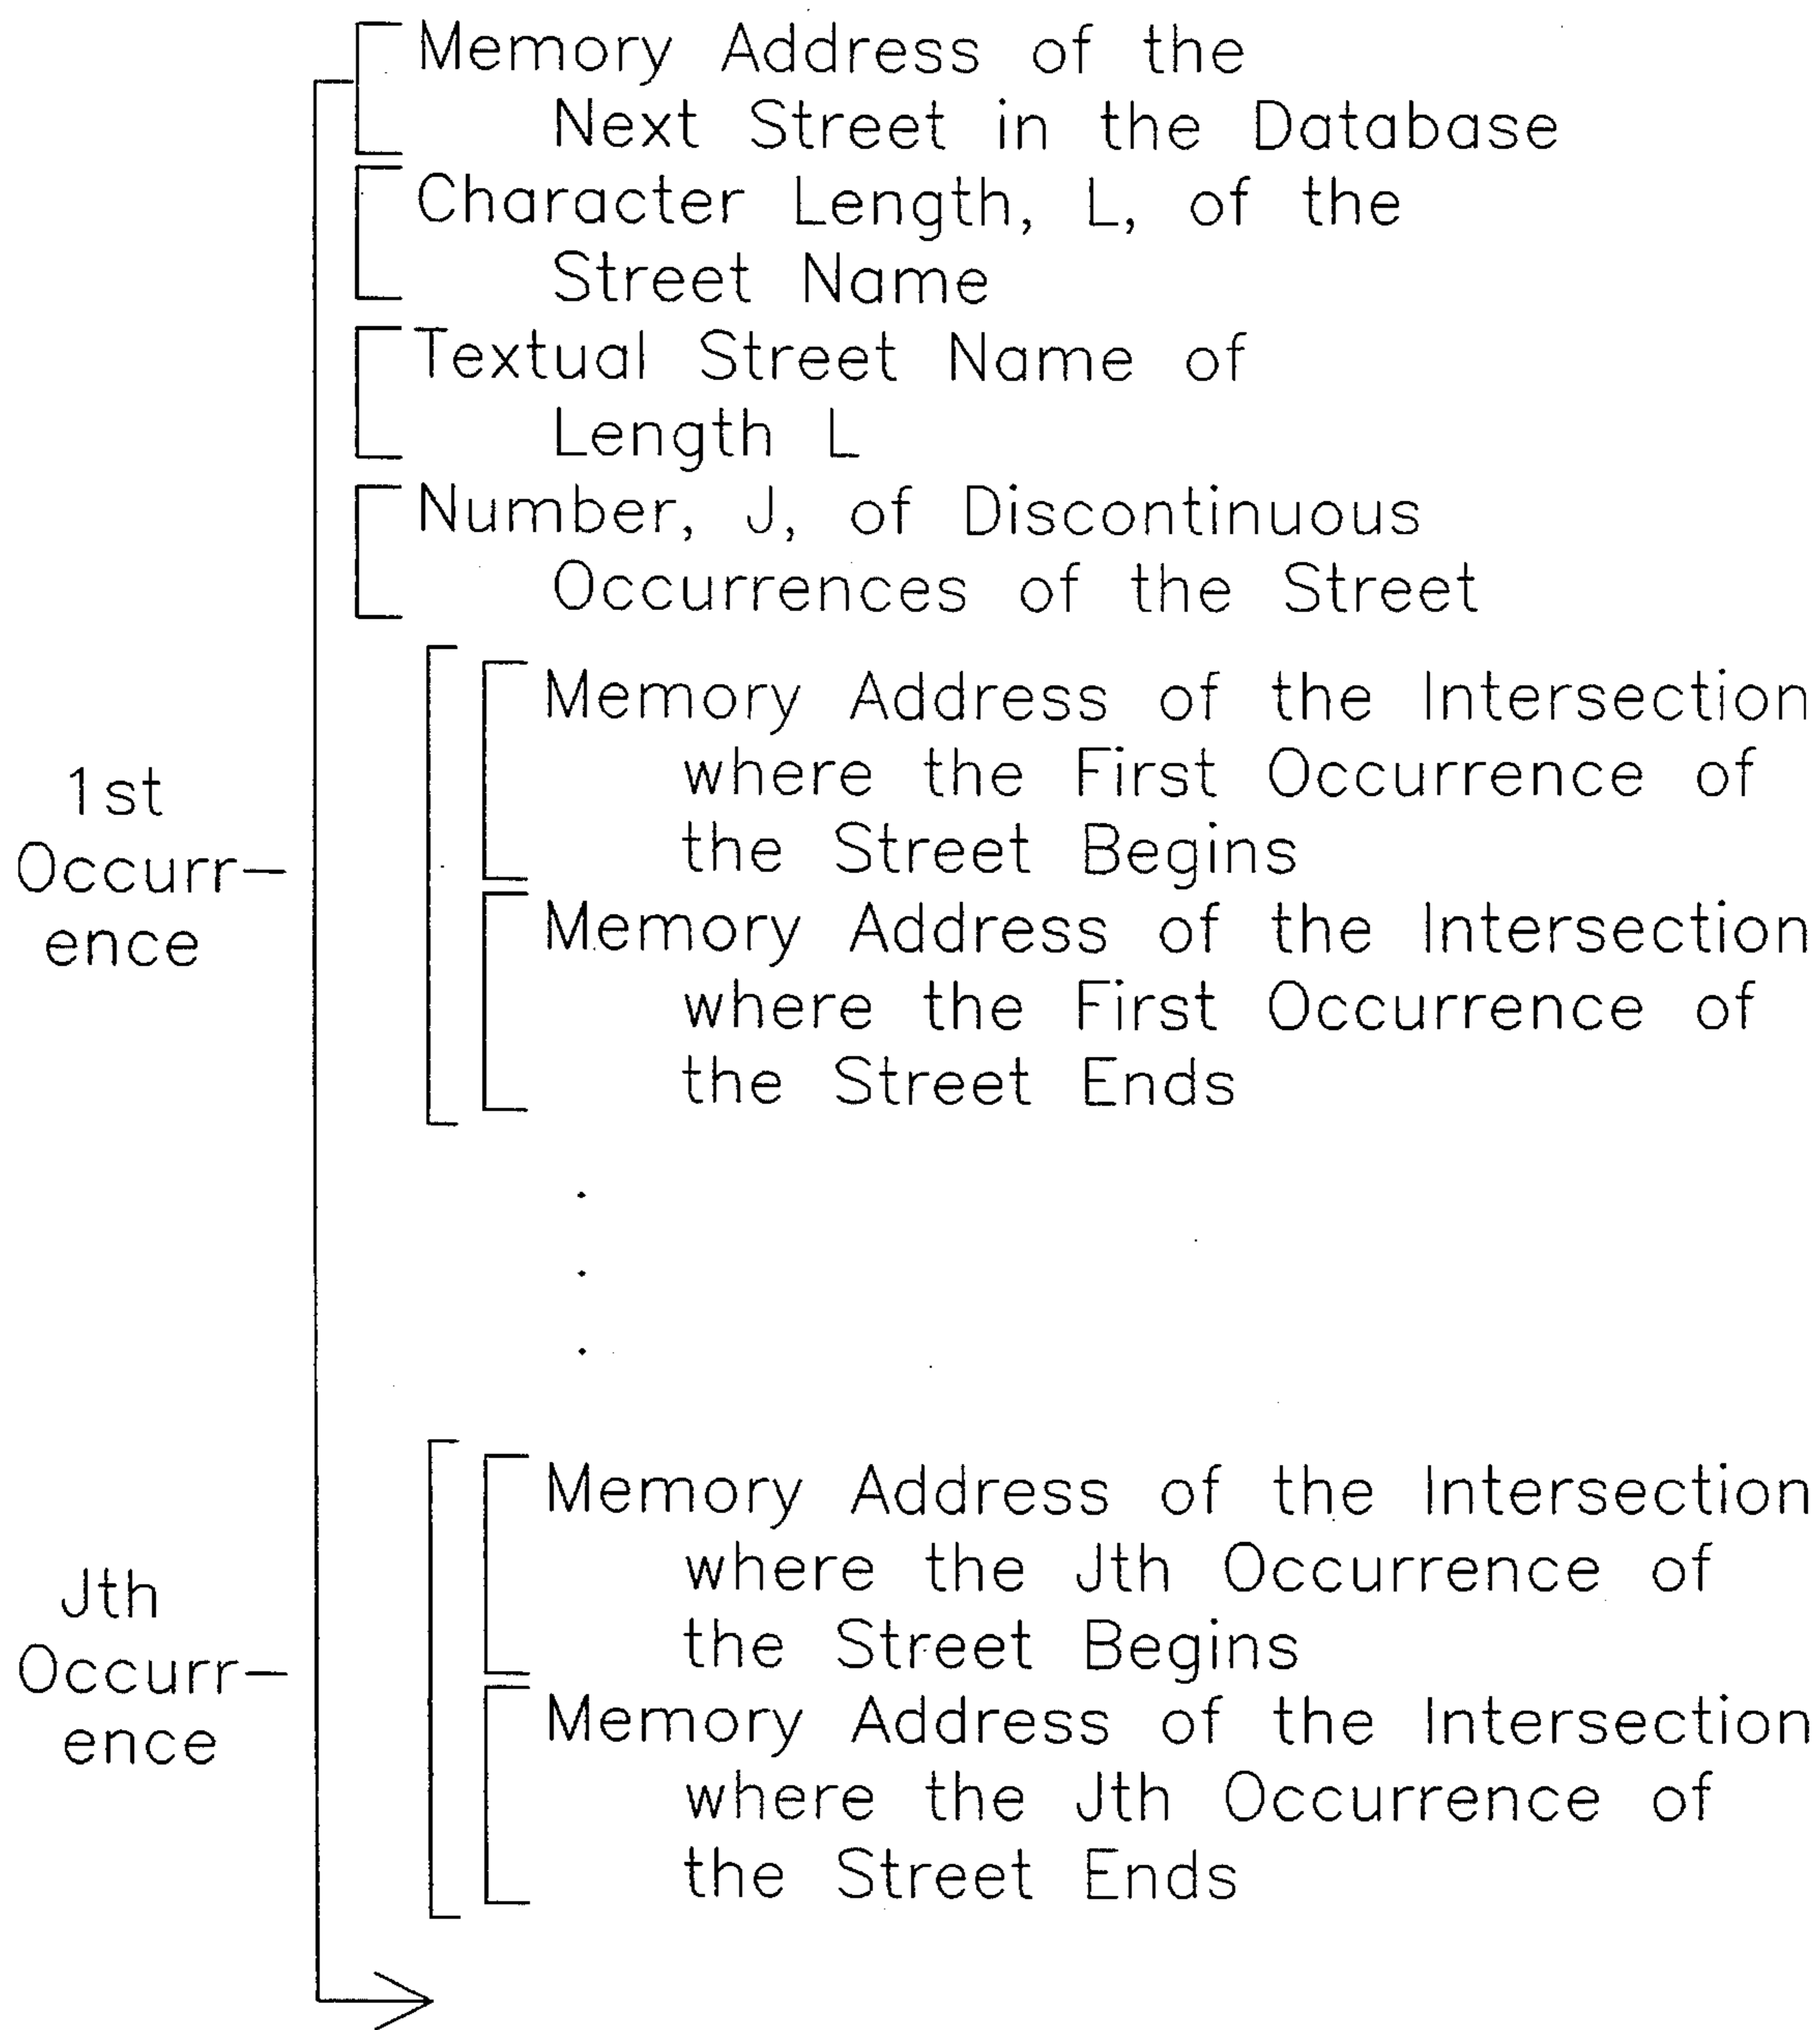 Memory Address of the
Next Street in the Database
Character Length, L, of the
Street Name
Textual Street Name of
Length L
Number, J, of Discontinuous
Occurrences of the Street
1st
Occurr-
ence
Memory Address of the Intersection
where the First Occurrence of
the Street Begins
Memory Address of the Intersection
where the First Occurrence of
the Street Ends
.
.
.
Jth
Occurr-
ence
Memory Address of the Intersection
where the Jth Occurrence of
the Street Begins
Memory Address of the Intersection
where the Jth Occurrence of
the Street Ends